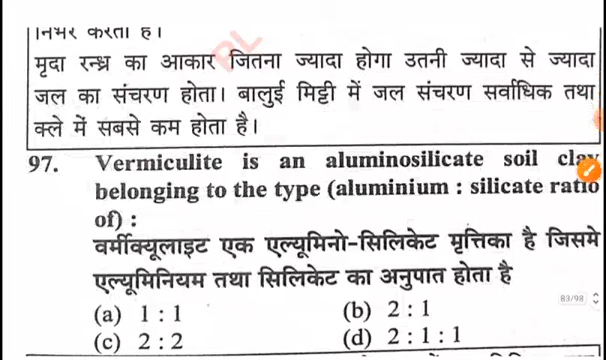 निर्भर करता है।
मृदा रन्ध्र का आकार जितना ज्यादा होगा उतनी ज्यादा से ज्यादा
जल का संचरण होता। बालुई मिट्टी में जल संचरण सर्वाधिक तथा
क्ले में सबसे कम होता है।
97. Vermiculite is an aluminosilicate soil clay
belonging to the type (aluminium : silicate ratio
of) :
वर्मीक्यूलाइट एक एल्यूमिनो-सिलिकेट मृत्तिका है जिसमे
एल्यूमिनियम तथा सिलिकेट का अनुपात होता है
(a) 1 : 1 (b) 2 : 1
83/98
(c) 2 : 2 (d) 2 : 1 : 1